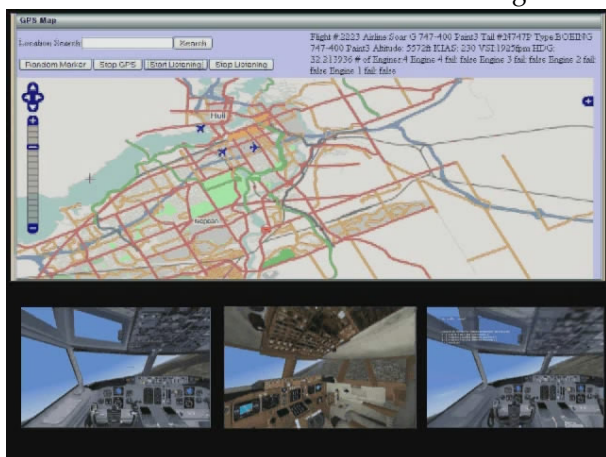 GPS Map
Location Search Search
Flight #:2223 Airline:Soar G 747-400 Paint3 Tail #:N747P Type:BOEING
747-400 Paint3 Altitude: 5572ft KIAS: 230 VSI:1925fpm HDG:
32.213936 # of Engines:4 Engine 4 fail: false Engine 3 fail: false Engine 2 fail:
false Engine 1 fail: false
Random Marker Stop GPS Start Listening Stop Listening
Hull
Nepean